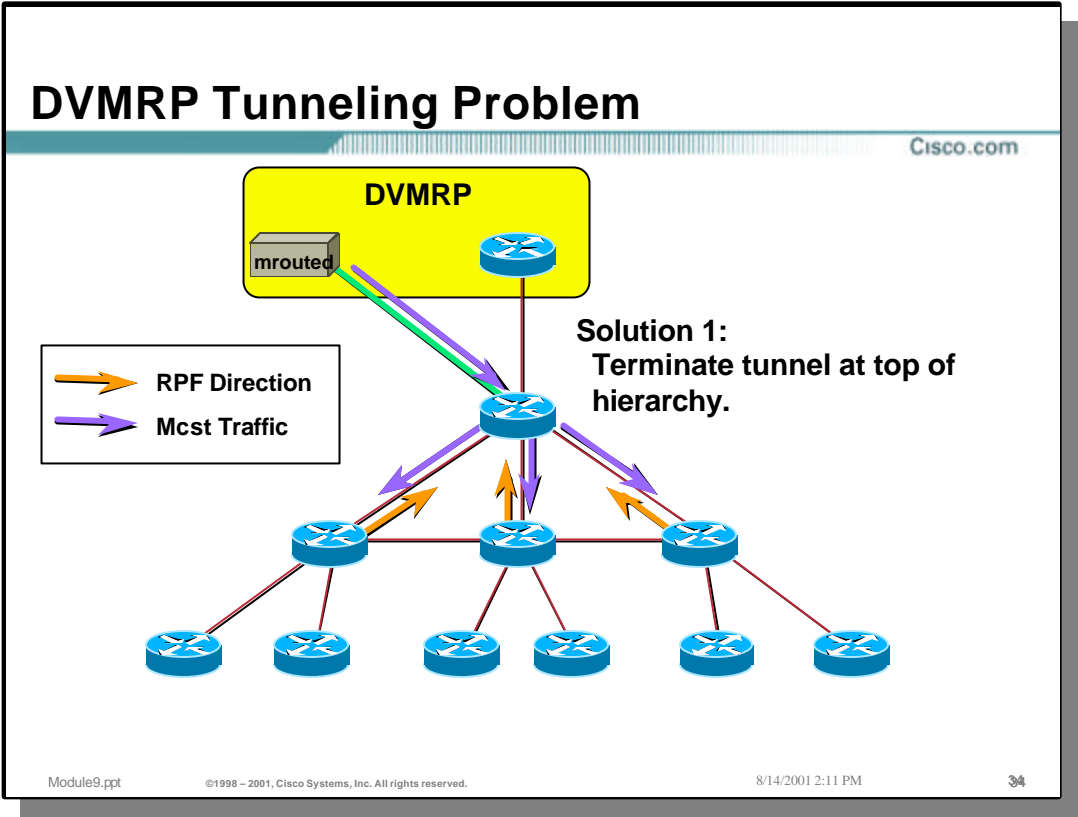 DVMRP Tunneling Problem
Cisco.com
DVMRP
mrouted
Solution 1:
Terminate tunnel at top of
hierarchy.
RPF Direction
Mcst Traffic
Module9.ppt
©1998 – 2001, Cisco Systems, Inc. All rights reserved.
8/14/2001 2:11 PM
34